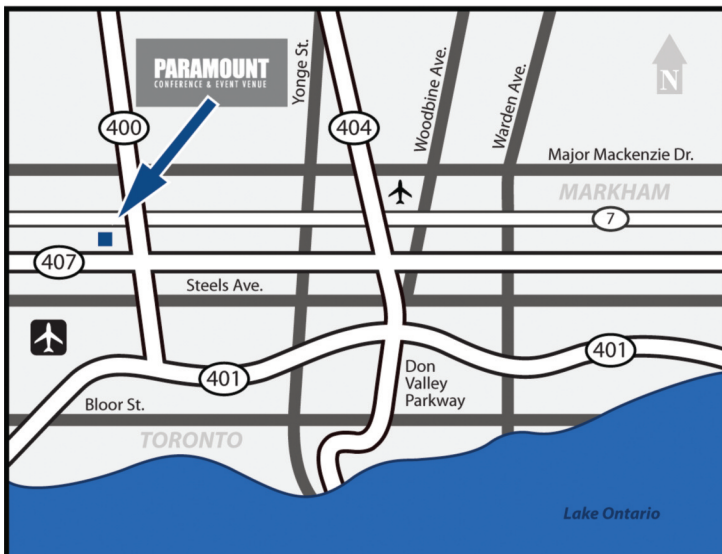 PARAMOUNT
CONFERENCE & EVENT VENUE
Yonge St.
Woodbine Ave.
Warden Ave.
N
400
404
Major Mackenzie Dr.
MARKHAM
7
407
Steels Ave.
401
401
Bloor St.
Don
Valley
Parkway
TORONTO
Lake Ontario